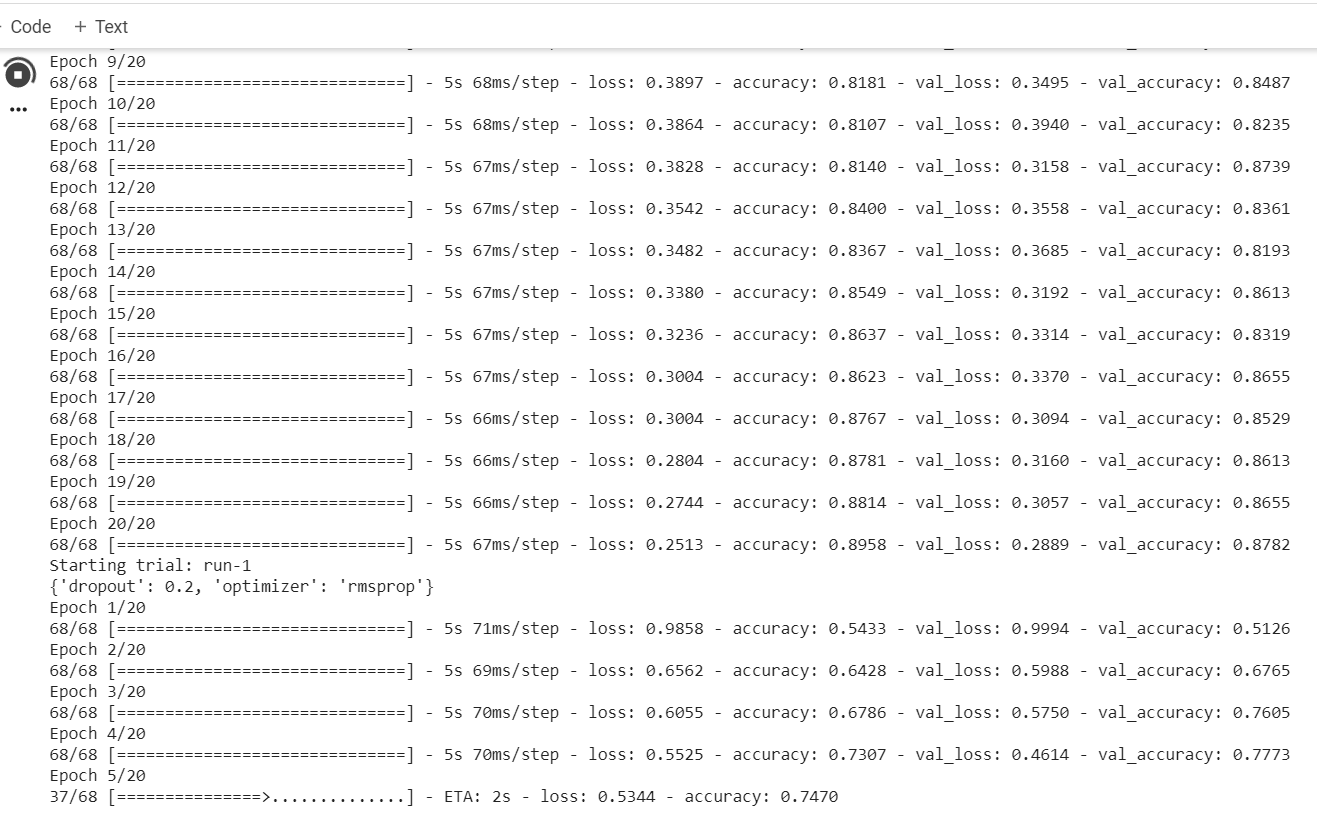 Code + Text
Epoch 9/20
68/68 [==============================] - 5s 68ms/step - loss: 0.3897 - accuracy: 0.8181 - val_loss: 0.3495 - val_accuracy: 0.8487
Epoch 10/20
68/68 [==============================] - 5s 68ms/step - loss: 0.3864 - accuracy: 0.8107 - val_loss: 0.3940 - val_accuracy: 0.8235
Epoch 11/20
68/68 [==============================] - 5s 67ms/step - loss: 0.3828 - accuracy: 0.8140 - val_loss: 0.3158 - val_accuracy: 0.8739
Epoch 12/20
68/68 [==============================] - 5s 67ms/step - loss: 0.3542 - accuracy: 0.8400 - val_loss: 0.3558 - val_accuracy: 0.8361
Epoch 13/20
68/68 [==============================] - 5s 67ms/step - loss: 0.3482 - accuracy: 0.8367 - val_loss: 0.3685 - val_accuracy: 0.8193
Epoch 14/20
68/68 [==============================] - 5s 67ms/step - loss: 0.3380 - accuracy: 0.8549 - val_loss: 0.3192 - val_accuracy: 0.8613
Epoch 15/20
68/68 [==============================] - 5s 67ms/step - loss: 0.3236 - accuracy: 0.8637 - val_loss: 0.3314 - val_accuracy: 0.8319
Epoch 16/20
68/68 [==============================] - 5s 67ms/step - loss: 0.3004 - accuracy: 0.8623 - val_loss: 0.3370 - val_accuracy: 0.8655
Epoch 17/20
68/68 [==============================] - 5s 66ms/step - loss: 0.3004 - accuracy: 0.8767 - val_loss: 0.3094 - val_accuracy: 0.8529
Epoch 18/20
68/68 [==============================] - 5s 66ms/step - loss: 0.2804 - accuracy: 0.8781 - val_loss: 0.3160 - val_accuracy: 0.8613
Epoch 19/20
68/68 [==============================] - 5s 66ms/step - loss: 0.2744 - accuracy: 0.8814 - val_loss: 0.3057 - val_accuracy: 0.8655
Epoch 20/20
68/68 [==============================] - 5s 67ms/step - loss: 0.2513 - accuracy: 0.8958 - val_loss: 0.2889 - val_accuracy: 0.8782
Starting trial: run-1
{'dropout': 0.2, 'optimizer': 'rmsprop'}
Epoch 1/20
68/68 [==============================] - 5s 71ms/step - loss: 0.9858 - accuracy: 0.5433 - val_loss: 0.9994 - val_accuracy: 0.5126
Epoch 2/20
68/68 [==============================] - 5s 69ms/step - loss: 0.6562 - accuracy: 0.6428 - val_loss: 0.5988 - val_accuracy: 0.6765
Epoch 3/20
68/68 [==============================] - 5s 70ms/step - loss: 0.6055 - accuracy: 0.6786 - val_loss: 0.5750 - val_accuracy: 0.7605
Epoch 4/20
68/68 [==============================] - 5s 70ms/step - loss: 0.5525 - accuracy: 0.7307 - val_loss: 0.4614 - val_accuracy: 0.7773
Epoch 5/20
37/68 [===============>..............] - ETA: 2s - loss: 0.5344 - accuracy: 0.7470